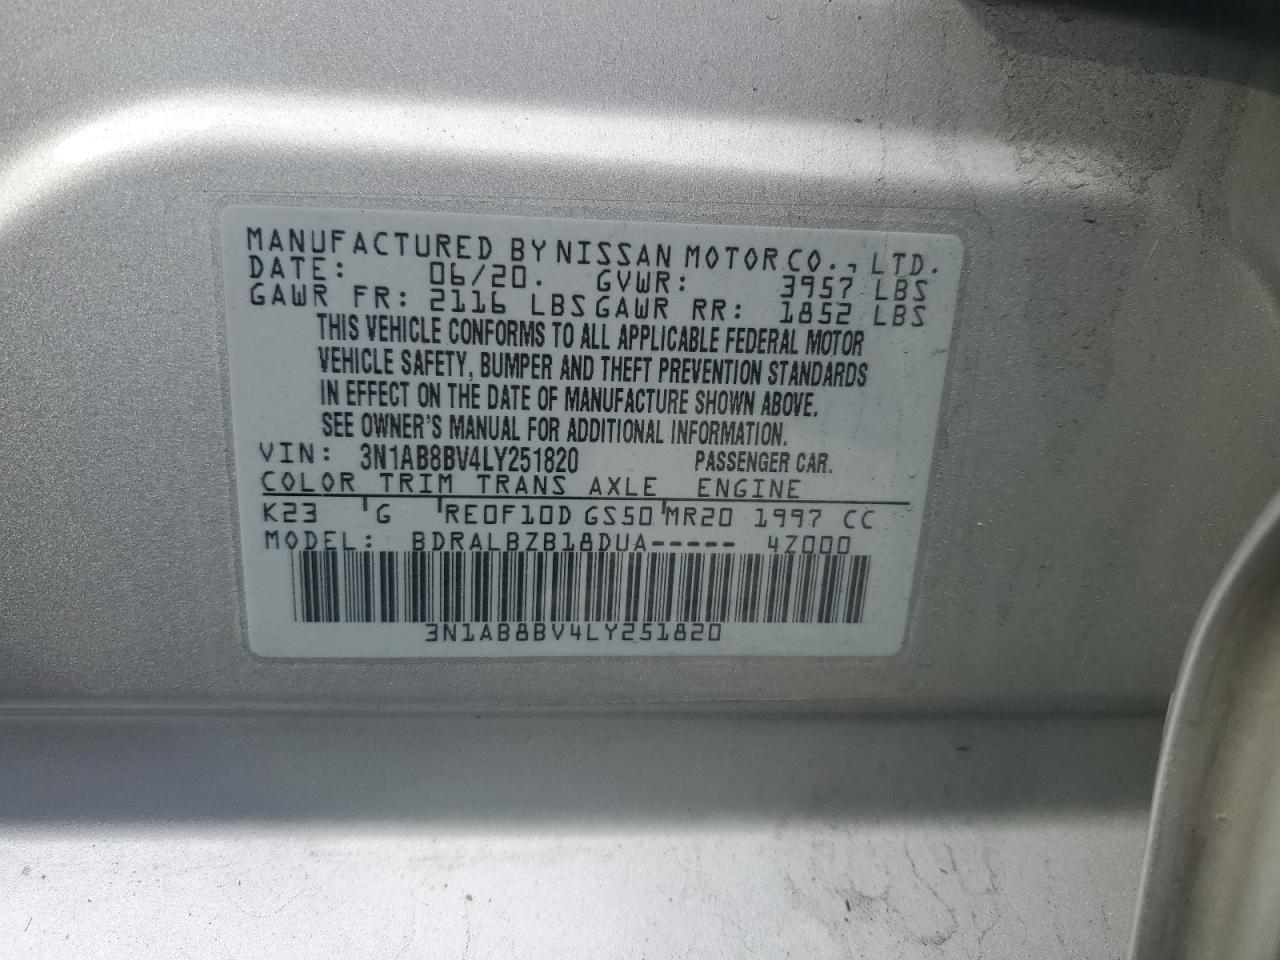 MANUFACTURED BY NISSAN MOTOR CO., LTD.
DATE: 06/20. GVWR: 3957 LBS
GAWR FR: 2116 LBS GAWR RR: 1852 LBS
THIS VEHICLE CONFORMS TO ALL APPLICABLE FEDERAL MOTOR
VEHICLE SAFETY, BUMPER AND THEFT PREVENTION STANDARDS
IN EFFECT ON THE DATE OF MANUFACTURE SHOWN ABOVE.
SEE OWNER'S MANUAL FOR ADDITIONAL INFORMATION.
VIN: 3N1AB8BV4LY251820 PASSENGER CAR.
COLOR TRIM TRANS AXLE ENGINE
K23 G RE0F10D GS50 MR20 1997 CC
MODEL: BDRALBZB18DUA----- 4Z000
3N1AB8BV4LY251820